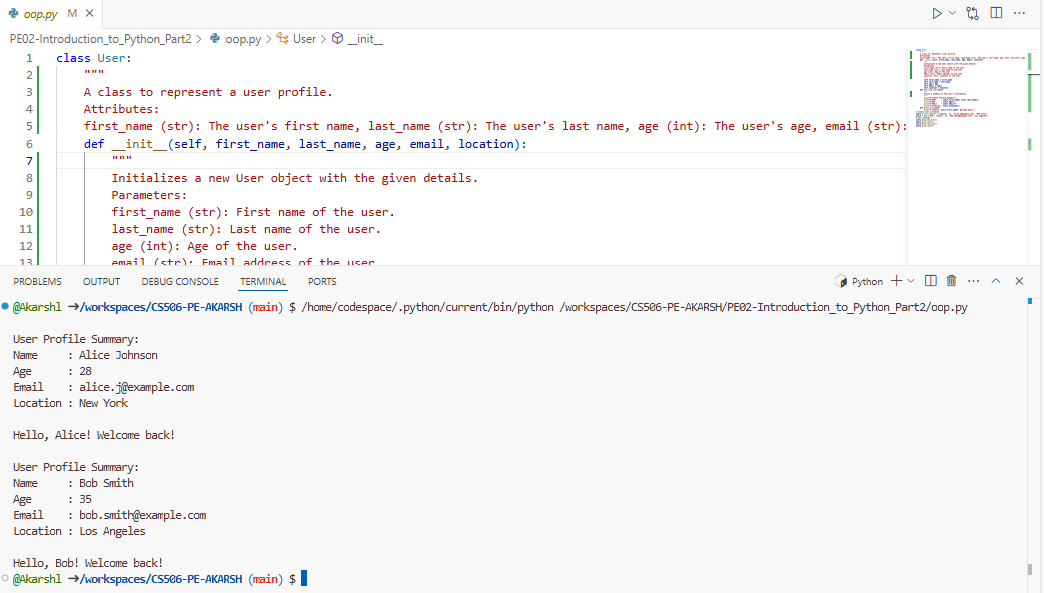 oop.py M
PE02-Introduction_to_Python_Part2 > oop.py > User > __init__
1 class User:
2 """
3 A class to represent a user profile.
4 Attributes:
5 first_name (str): The user's first name, last_name (str): The user's last name, age (int): The user's age, email (str):
6 def __init__(self, first_name, last_name, age, email, location):
7 """
8 Initializes a new User object with the given details.
9 Parameters:
10 first_name (str): First name of the user.
11 last_name (str): Last name of the user.
12 age (int): Age of the user.
13 email (str): Email address of the user
PROBLEMS OUTPUT DEBUG CONSOLE TERMINAL PORTS Python
@Akarshl ➜/workspaces/CS506-PE-AKARSH (main) $ /home/codespace/.python/current/bin/python /workspaces/CS506-PE-AKARSH/PE02-Introduction_to_Python_Part2/oop.py
User Profile Summary:
Name : Alice Johnson
Age : 28
Email : alice.j@example.com
Location : New York
Hello, Alice! Welcome back!
User Profile Summary:
Name : Bob Smith
Age : 35
Email : bob.smith@example.com
Location : Los Angeles
Hello, Bob! Welcome back!
@Akarshl ➜/workspaces/CS506-PE-AKARSH (main) $